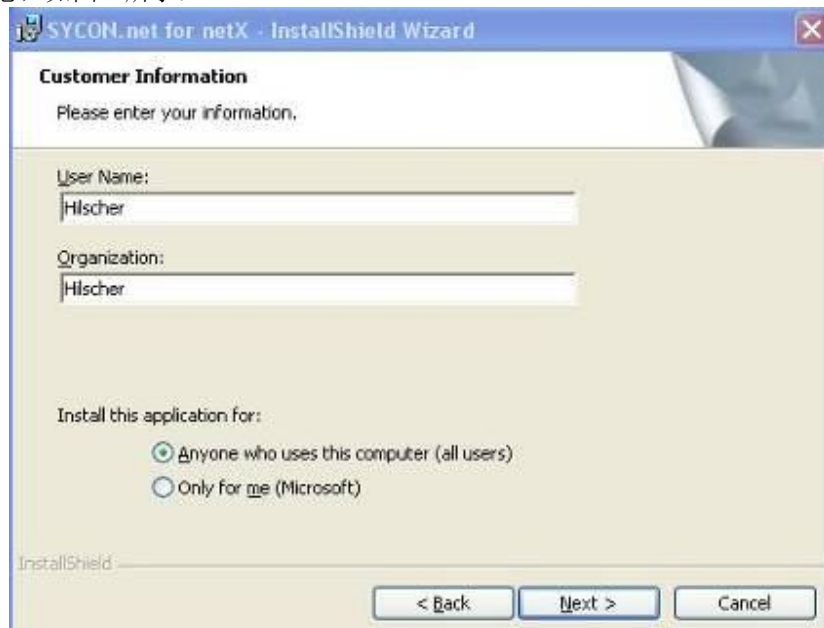 SYCON.net for netX - InstallShield Wizard
Customer Information
Please enter your information.
User Name:
Hilscher
Organization:
Hilscher
Install this application for:
Anyone who uses this computer (all users)
Only for me (Microsoft)
InstallShield
< Back Next > Cancel